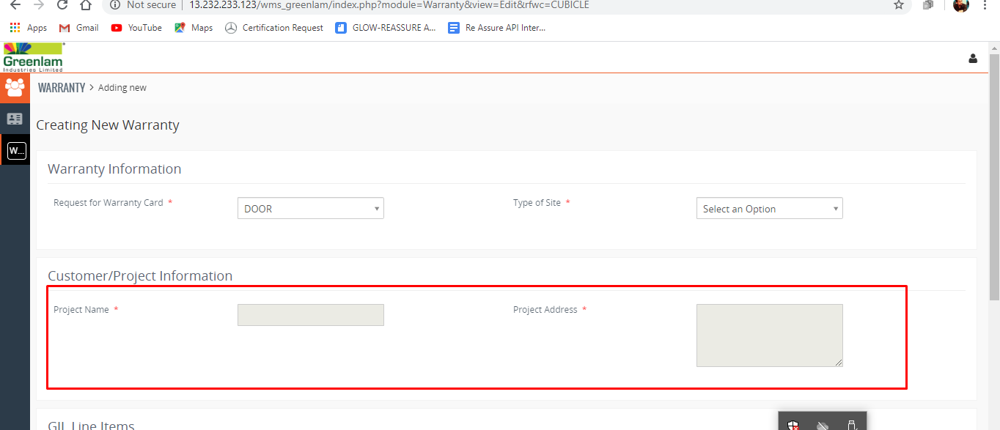 Not secure | 13.232.233.123/wms_greenlam/index.php?module=Warranty&view=Edit&rfwc=CUBICLE
Apps Gmail YouTube Maps Certification Request GLOW-REASSURE A... Re Assure API Inter...
Greenlam
Industries Limited
WARRANTY > Adding new
Creating New Warranty
W...
Warranty Information
Request for Warranty Card * DOOR Type of Site * Select an Option
Customer/Project Information
Project Name * Project Address *
GIL Line Items